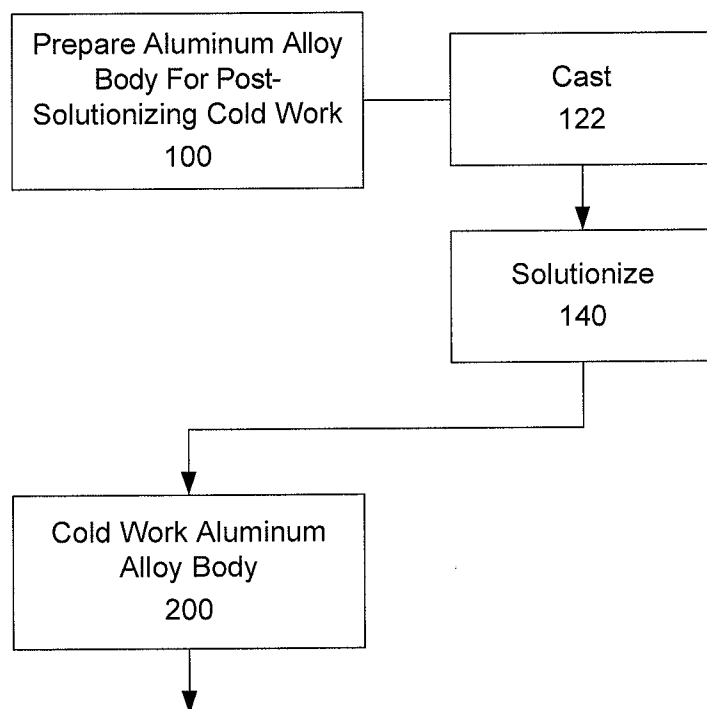 Prepare Aluminum Alloy
Body For Post-
Solutionizing Cold Work
100
Cast
122
Solutionize
140
Cold Work Aluminum
Alloy Body
200